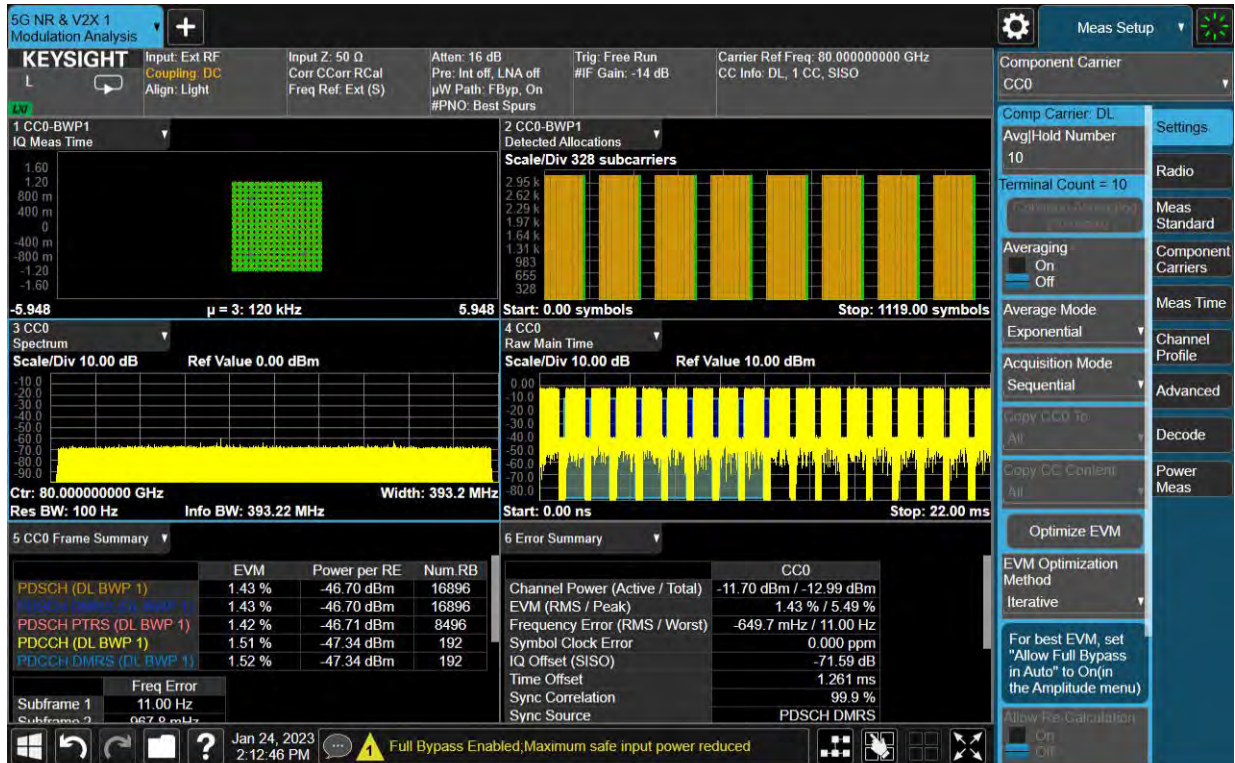 5G NR & V2X 1
Modulation Analysis
+
Meas Setup
KEYSIGHT
L
LXI
Input: Ext RF
Coupling: DC
Align: Light
Input Z: 50 Ω
Corr CCorr RCal
Freq Ref: Ext (S)
Atten: 16 dB
Pre: Int off, LNA off
µW Path: FByp, On
#PNO: Best Spurs
Trig: Free Run
#IF Gain: -14 dB
Carrier Ref Freq: 80.000000000 GHz
CC Info: DL, 1 CC, SISO
1 CC0-BWP1
IQ Meas Time
1.60
1.20
800 m
400 m
0
-400 m
-800 m
-1.20
-1.60
-5.948 µ = 3: 120 kHz 5.948
2 CC0-BWP1
Detected Allocations
Scale/Div 328 subcarriers
2.95 k
2.62 k
2.29 k
1.97 k
1.64 k
1.31 k
983
655
328
Start: 0.00 symbols Stop: 1119.00 symbols
3 CC0
Spectrum
Scale/Div 10.00 dB Ref Value 0.00 dBm
-10.0
-20.0
-30.0
-40.0
-50.0
-60.0
-70.0
-80.0
-90.0
Ctr: 80.000000000 GHz Width: 393.2 MHz
Res BW: 100 Hz Info BW: 393.22 MHz
4 CC0
Raw Main Time
Scale/Div 10.00 dB Ref Value 10.00 dBm
0.00
-10.0
-20.0
-30.0
-40.0
-50.0
-60.0
-70.0
-80.0
Start: 0.00 ns Stop: 22.00 ms
5 CC0 Frame Summary
EVM Power per RE Num.RB
PDSCH (DL BWP 1) 1.43 % -46.70 dBm 16896
PDSCH DMRS (DL BWP 1) 1.43 % -46.70 dBm 16896
PDSCH PTRS (DL BWP 1) 1.42 % -46.71 dBm 8496
PDCCH (DL BWP 1) 1.51 % -47.34 dBm 192
PDCCH DMRS (DL BWP 1) 1.52 % -47.34 dBm 192
Freq Error
Subframe 1 11.00 Hz
Subframe 2 967.8 mHz
6 Error Summary
CC0
Channel Power (Active / Total) -11.70 dBm / -12.99 dBm
EVM (RMS / Peak) 1.43 % / 5.49 %
Frequency Error (RMS / Worst) -649.7 mHz / 11.00 Hz
Symbol Clock Error 0.000 ppm
IQ Offset (SISO) -71.59 dB
Time Offset 1.261 ms
Sync Correlation 99.9 %
Sync Source PDSCH DMRS
Component Carrier
CC0
Comp Carrier: DL
Avg|Hold Number
10
Terminal Count = 10
Averaging
On
Off
Average Mode
Exponential
Acquisition Mode
Sequential
Copy CC0 To
All
Copy CC Content
All
Optimize EVM
EVM Optimization
Method
Iterative
For best EVM, set
"Allow Full Bypass
in Auto" to On(in
the Amplitude menu)
Allow Re-Calculation
On
Off
Settings
Radio
Meas
Standard
Component
Carriers
Meas Time
Channel
Profile
Advanced
Decode
Power
Meas
?
Jan 24, 2023
2:12:46 PM
1
Full Bypass Enabled;Maximum safe input power reduced